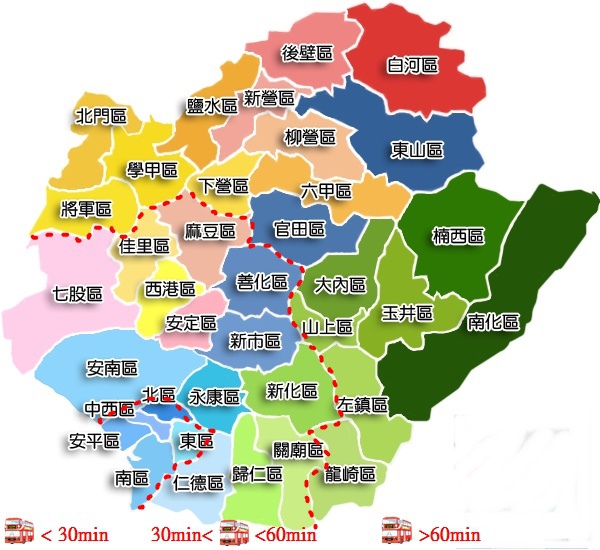 後壁區
白河區
新營區
鹽水區
北門區
柳營區
東山區
學甲區
下營區
六甲區
將軍區
麻豆區
官田區
楠西區
佳里區
善化區
大內區
七股區
西港區
玉井區
南化區
安定區
山上區
新市區
安南區
新化區
北區
永康區
中西區
左鎮區
安平區
東區
關廟區
南區
仁德區
歸仁區
龍崎區
< 30min
30min< <60min
>60min